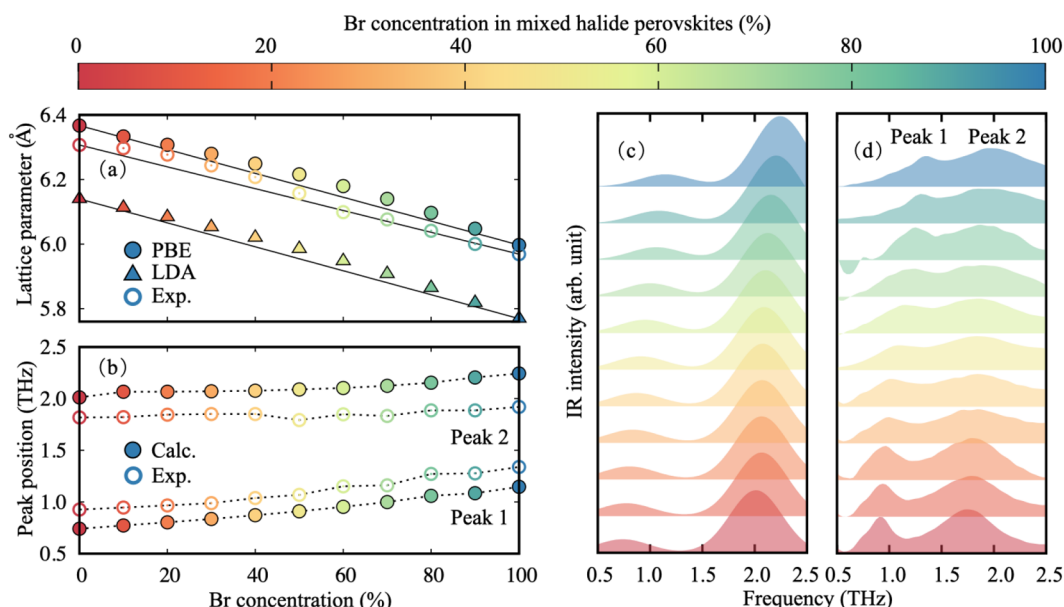 Br concentration in mixed halide perovskites (%)
0 20 40 60 80 100
6.4
6.2
6.0
5.8
Lattice parameter (Å)
(a)
PBE
LDA
Exp.
2.5
2.0
1.5
1.0
0.5
Peak position (THz)
(b)
Calc.
Exp.
Peak 2
Peak 1
0 20 40 60 80 100
Br concentration (%)
IR intensity (arb. unit)
(c)
0.5 1.0 1.5 2.0 2.5
(d)
Peak 1 Peak 2
0.5 1.0 1.5 2.0 2.5
Frequency (THz)